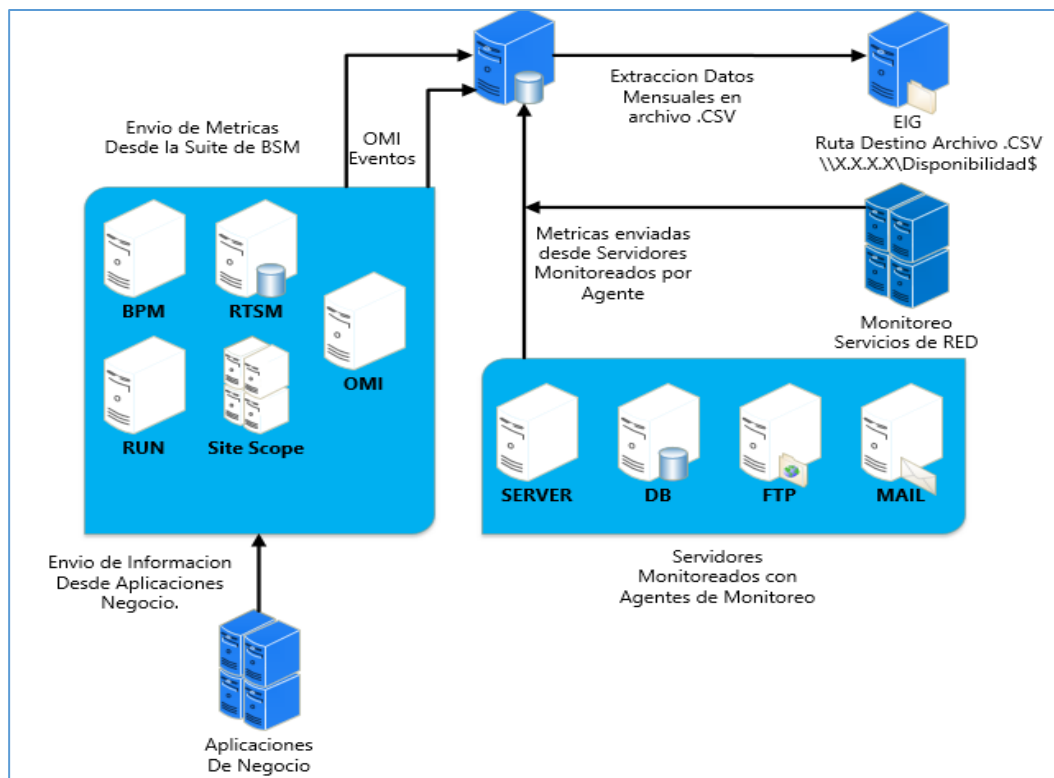 Envio de Metricas
Desde la Suite de BSM
OMI
Eventos
Extraccion Datos
Mensuales en
archivo .CSV
EIG
Ruta Destino Archivo .CSV
\\X.X.X.X\Disponibilidad$
Metricas enviadas
desde Servidores
Monitoreados por
Agente
Monitoreo
Servicios de RED
BPM
RTSM
OMI
RUN
Site Scope
SERVER
DB
FTP
MAIL
Servidores
Monitoreados con
Agentes de Monitoreo
Envio de Informacion
Desde Aplicaciones
Negocio.
Aplicaciones
De Negocio